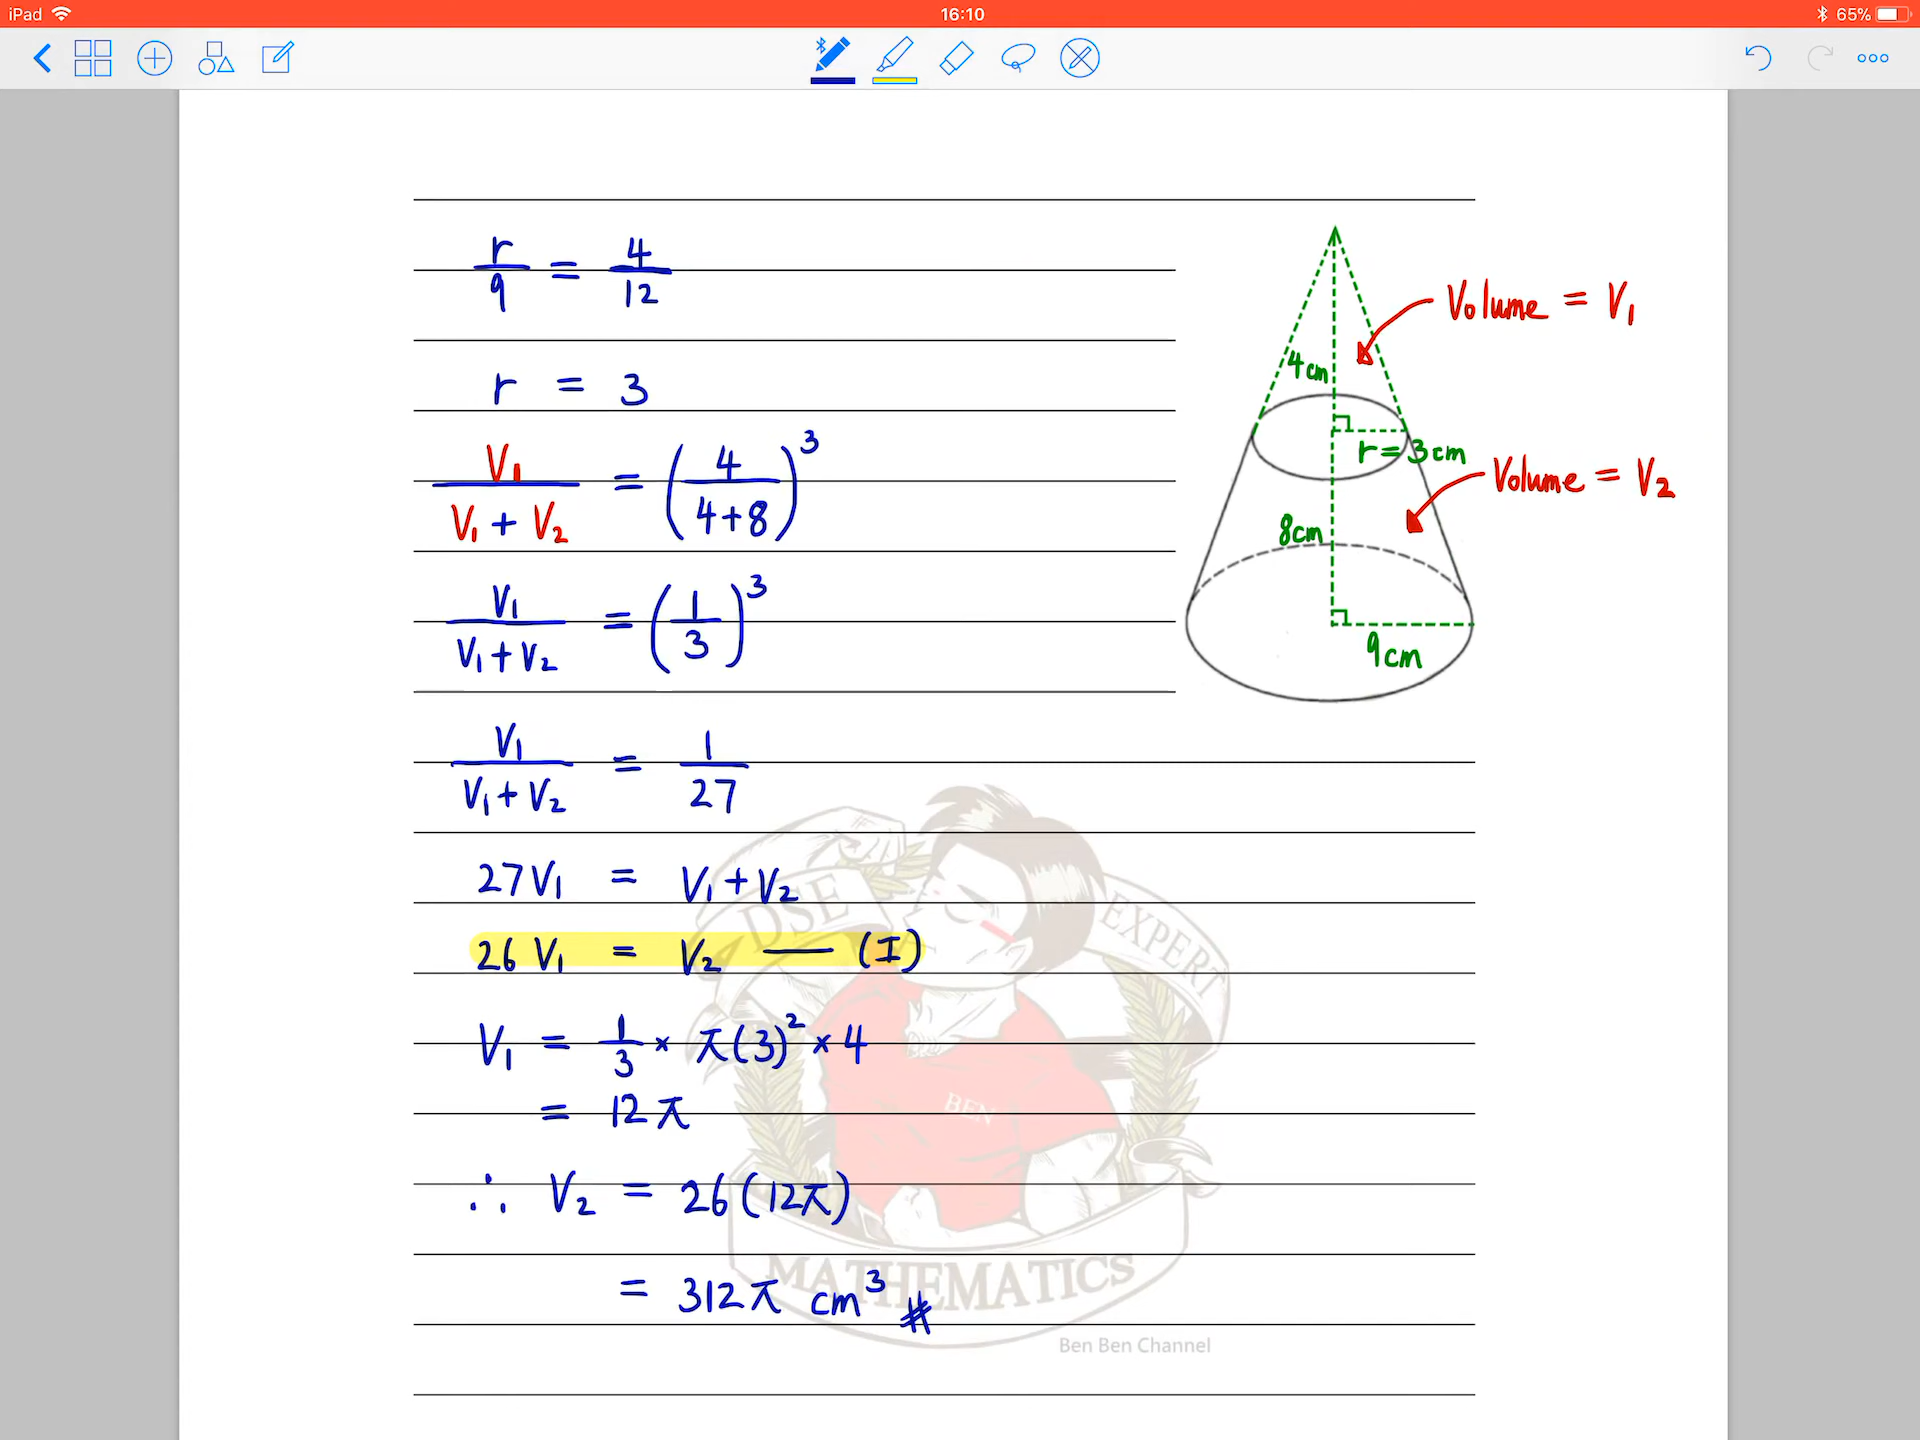 iPad 16:10 65%
r/9 = 4/12
r = 3
V₁/(V₁ + V₂) = (4/(4+8))³
V₁/(V₁+V₂) = (1/3)³
V₁/(V₁+V₂) = 1/27
27V₁ = V₁+V₂
26 V₁ = V₂ — (I)
V₁ = 1/3 × π(3)² × 4
= 12π
∴ V₂ = 26(12π)
= 312π cm³ #
Volume = V₁
4cm
r = 3cm
Volume = V₂
8cm
9cm
DSE EXPERT
BEN
MATHEMATICS
Ben Ben Channel